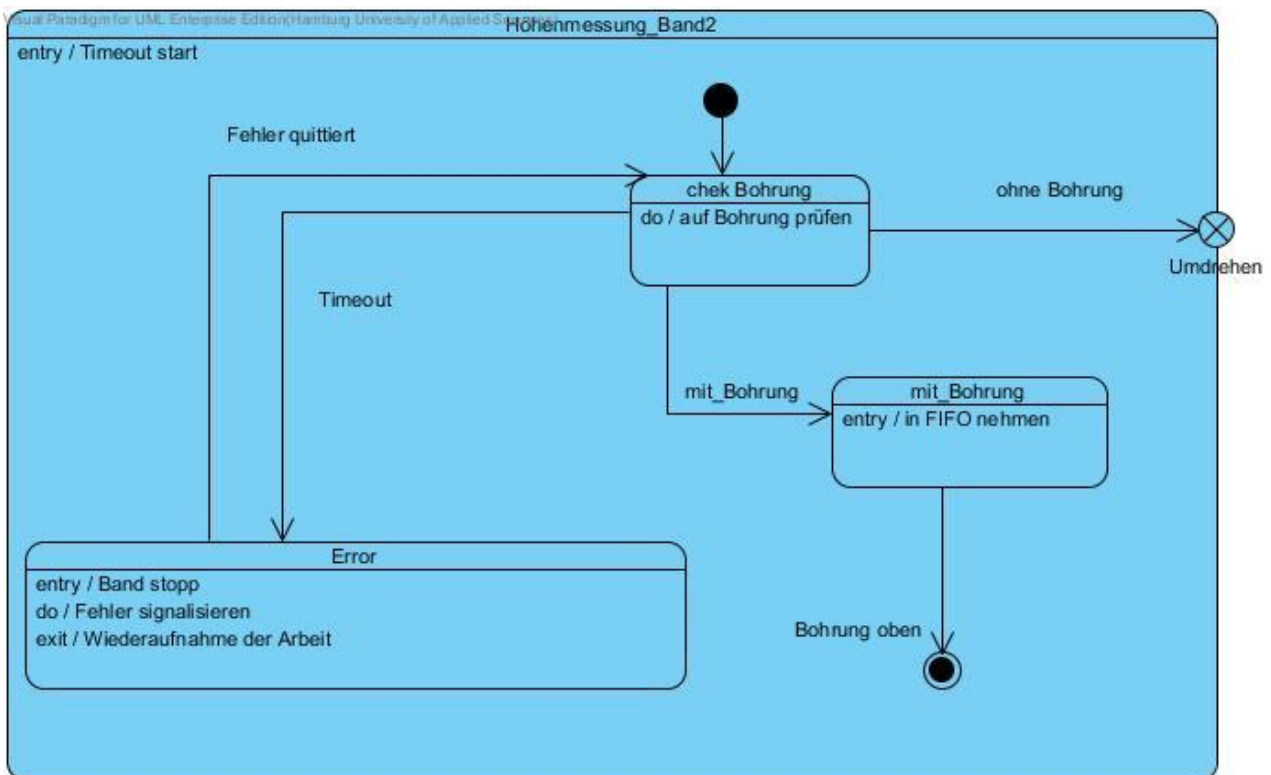 Visual Paradigm for UML Enterprise Edition(Hamburg University of Applied Sciences)
Höhenmessung_Band2
entry / Timeout start
Fehler quittiert
chek Bohrung
do / auf Bohrung prüfen
ohne Bohrung
Umdrehen
Timeout
mit_Bohrung
mit_Bohrung
entry / in FIFO nehmen
Error
entry / Band stopp
do / Fehler signalisieren
exit / Wiederaufnahme der Arbeit
Bohrung oben